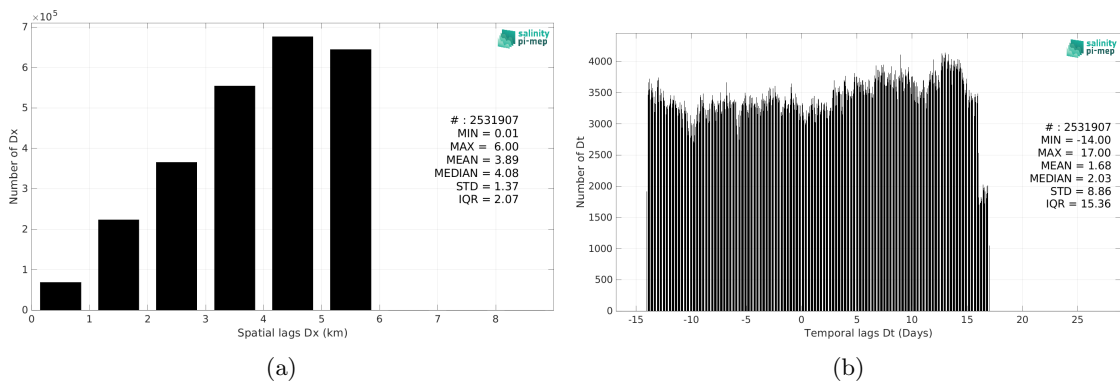 ×10⁵
7
6
5
4
3
2
1
0
Number of Dx
salinity
pi-mep
# : 2531907
MIN = 0.01
MAX = 6.00
MEAN = 3.89
MEDIAN = 4.08
STD = 1.37
IQR = 2.07
0 1 2 3 4 5 6 7 8
Spatial lags Dx (km)
(a)
4000
3500
3000
2500
2000
1500
1000
500
0
Number of Dt
salinity
pi-mep
# : 2531907
MIN = -14.00
MAX = 17.00
MEAN = 1.68
MEDIAN = 2.03
STD = 8.86
IQR = 15.36
-15 -10 -5 0 5 10 15 20 25
Temporal lags Dt (Days)
(b)